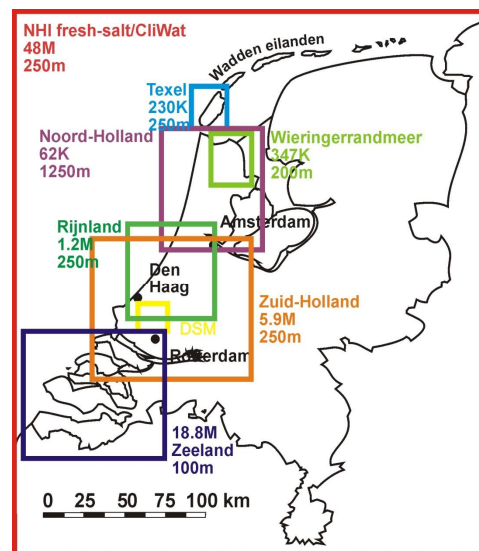 NHI fresh-salt/CliWat
48M
250m
Wadden eilanden
Texel
230K
250m
Noord-Holland
62K
1250m
Wieringerrandmeer
347K
200m
Amsterdam
Rijnland
1.2M
250m
Den
Haag
Zuid-Holland
5.9M
250m
DSM
Rotterdam
18.8M
Zeeland
100m
0 25 50 75 100 km